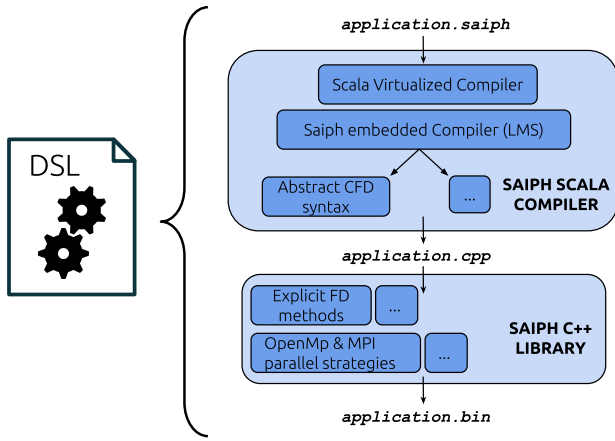 DSL
application.saiph
Scala Virtualized Compiler
Saiph embedded Compiler (LMS)
Abstract CFD
syntax
...
SAIPH SCALA
COMPILER
application.cpp
Explicit FD
methods
...
OpenMp & MPI
parallel strategies
...
SAIPH C++
LIBRARY
application.bin